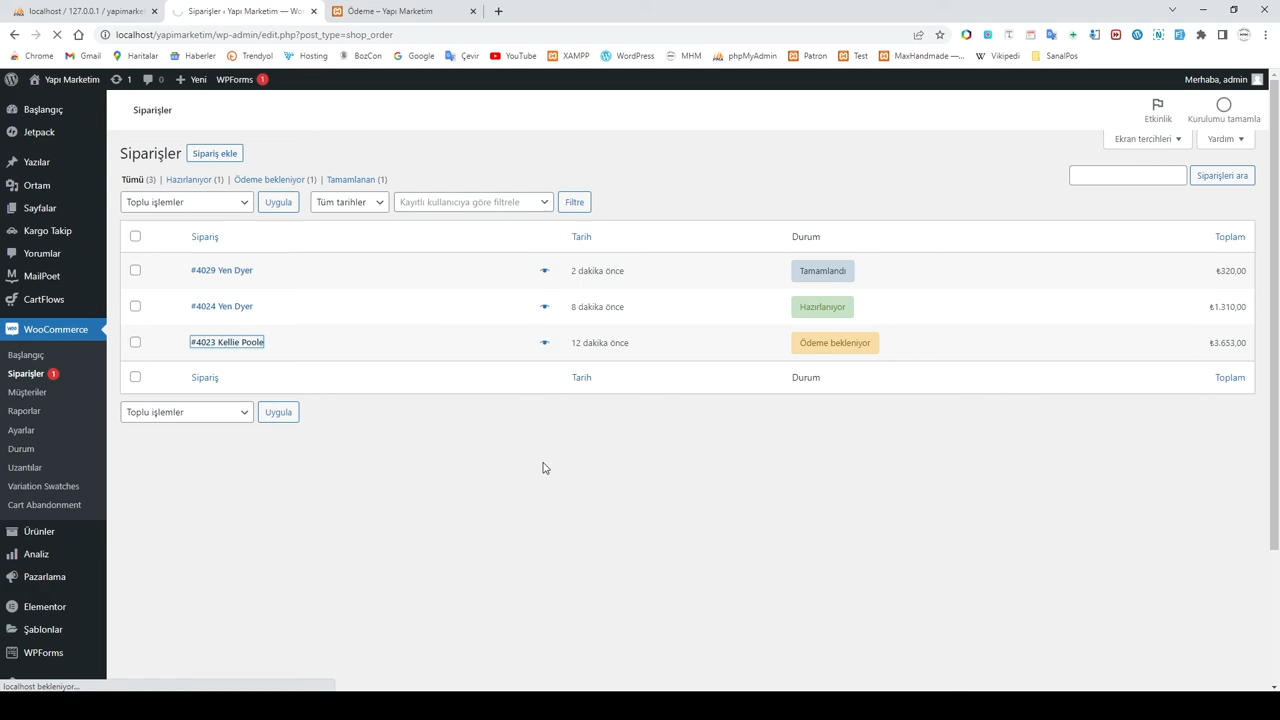 localhost / 127.0.0.1 / yapimarket
Siparişler ‹ Yapı Marketim — Wo
Ödeme – Yapı Marketim
localhost/yapimarketim/wp-admin/edit.php?post_type=shop_order
Chrome Gmail Haritalar Haberler Trendyol Hosting BozCon Google Çevir YouTube XAMPP WordPress MHM phpMyAdmin Patron Test MaxHandmade —... Vikipedi SanalPos
Yapı Marketim 1 0 Yeni WPForms 1 Merhaba, admin
Başlangıç
Jetpack
Yazılar
Ortam
Sayfalar
Kargo Takip
Yorumlar
MailPoet
CartFlows
WooCommerce
Başlangıç
Siparişler 1
Müşteriler
Raporlar
Ayarlar
Durum
Uzantılar
Variation Swatches
Cart Abandonment
Ürünler
Analiz
Pazarlama
Elementor
Şablonlar
WPForms
Siparişler
Etkinlik Kurulumu tamamla
Ekran tercihleri Yardım
Siparişler Sipariş ekle
Tümü (3) | Hazırlanıyor (1) | Ödeme bekleniyor (1) | Tamamlanan (1)
Siparişleri ara
Toplu işlemler Uygula Tüm tarihler Kayıtlı kullanıcıya göre filtrele Filtre
Sipariş Tarih Durum Toplam
#4029 Yen Dyer 2 dakika önce Tamamlandı ₺320,00
#4024 Yen Dyer 8 dakika önce Hazırlanıyor ₺1.310,00
#4023 Kellie Poole 12 dakika önce Ödeme bekleniyor ₺3.653,00
Sipariş Tarih Durum Toplam
Toplu işlemler Uygula
localhost bekleniyor...